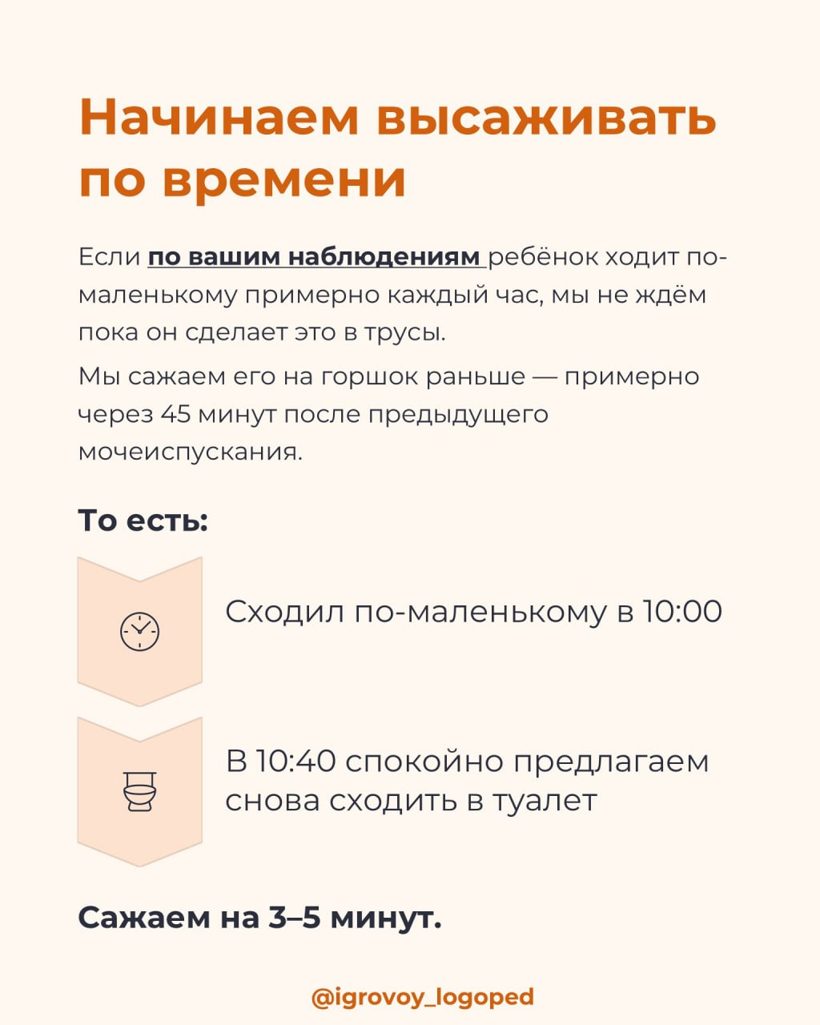 Начинаем высаживать
по времени
Если по вашим наблюдениям ребёнок ходит по-
маленькому примерно каждый час, мы не ждём
пока он сделает это в трусы.
Мы сажаем его на горшок раньше — примерно
через 45 минут после предыдущего
мочеиспускания.
То есть:
Сходил по-маленькому в 10:00
В 10:40 спокойно предлагаем
снова сходить в туалет
Сажаем на 3–5 минут.
@igrovoy_logoped